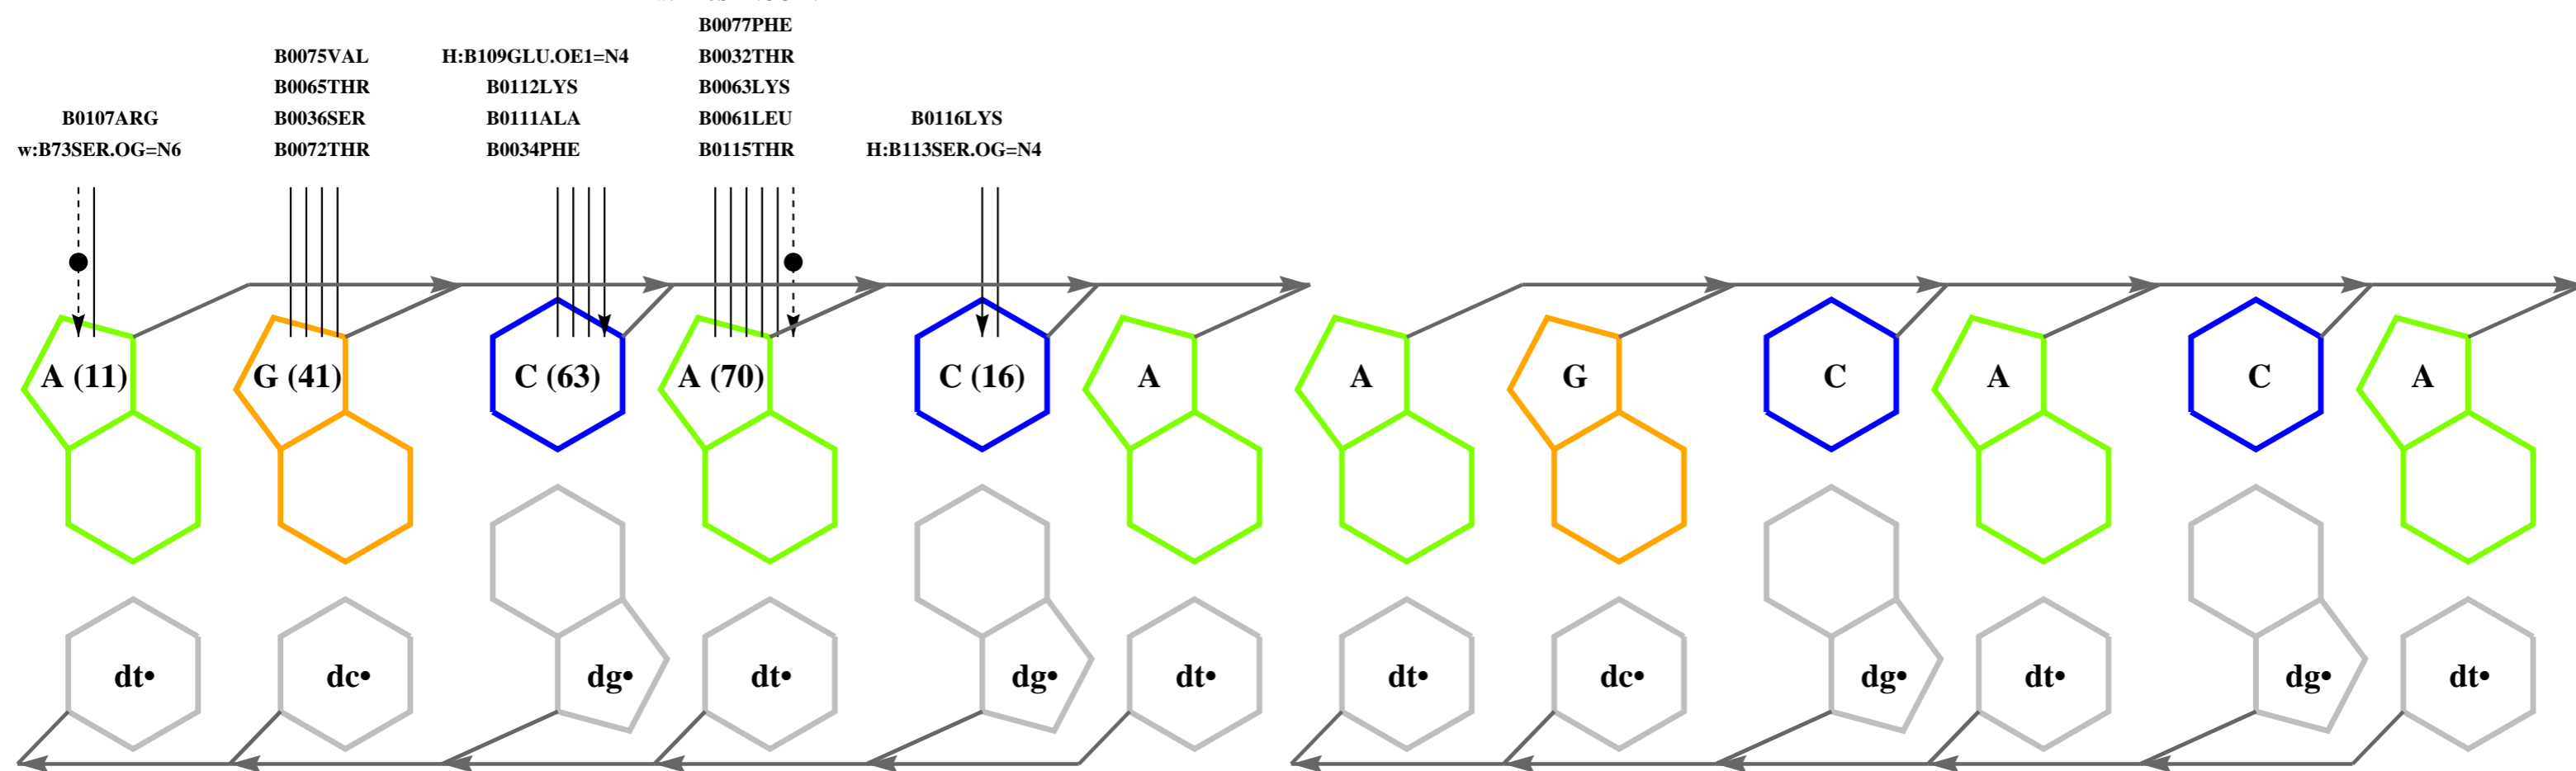 B0077PHE
B0075VAL H:B109GLU.OE1=N4 B0032THR
B0065THR B0112LYS B0063LYS
B0107ARG B0036SER B0111ALA B0061LEU B0116LYS
w:B73SER.OG=N6 B0072THR B0034PHE B0115THR H:B113SER.OG=N4
A (11) G (41) C (63) A (70) C (16) A A G C A C A
dt• dc• dg• dt• dg• dt• dt• dc• dg• dt• dg• dt•